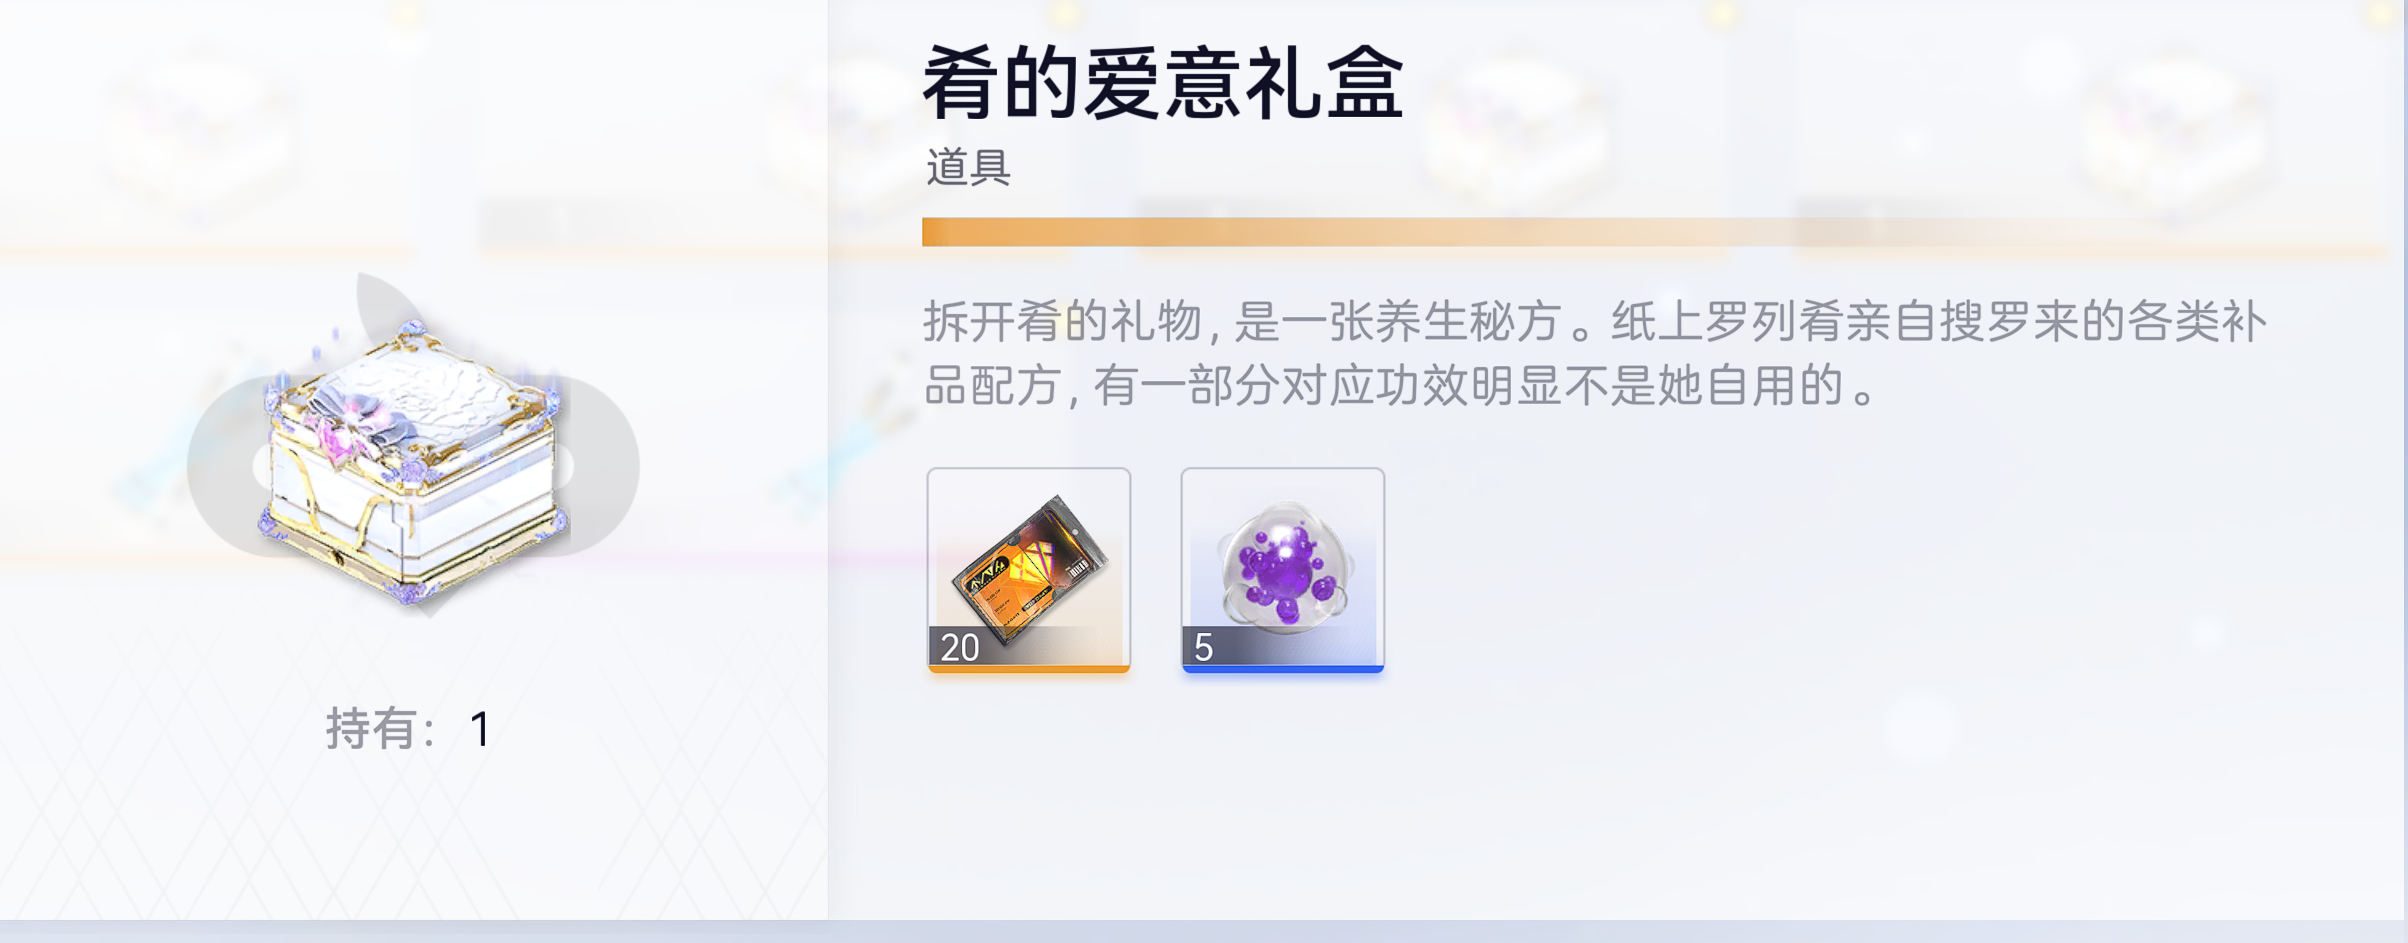 肴的爱意礼盒
道具
拆开肴的礼物，是一张养生秘方。纸上罗列肴亲自搜罗来的各类补
品配方，有一部分对应功效明显不是她自用的。
20
5
持有：1